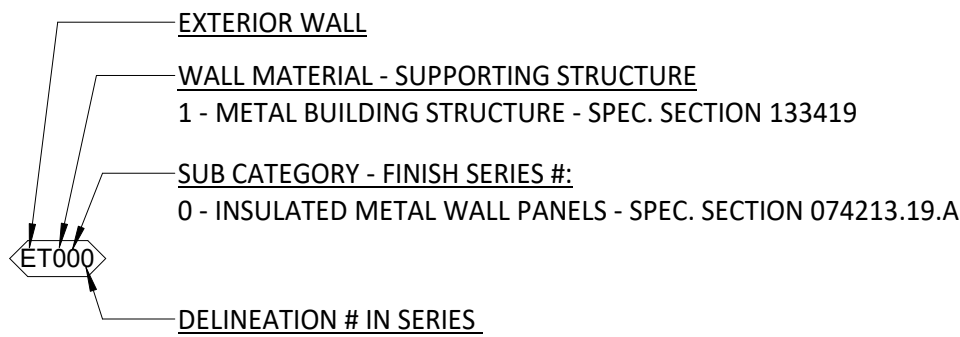 EXTERIOR WALL
WALL MATERIAL - SUPPORTING STRUCTURE
1 - METAL BUILDING STRUCTURE - SPEC. SECTION 133419
SUB CATEGORY - FINISH SERIES #:
0 - INSULATED METAL WALL PANELS - SPEC. SECTION 074213.19.A
ET000
DELINEATION # IN SERIES